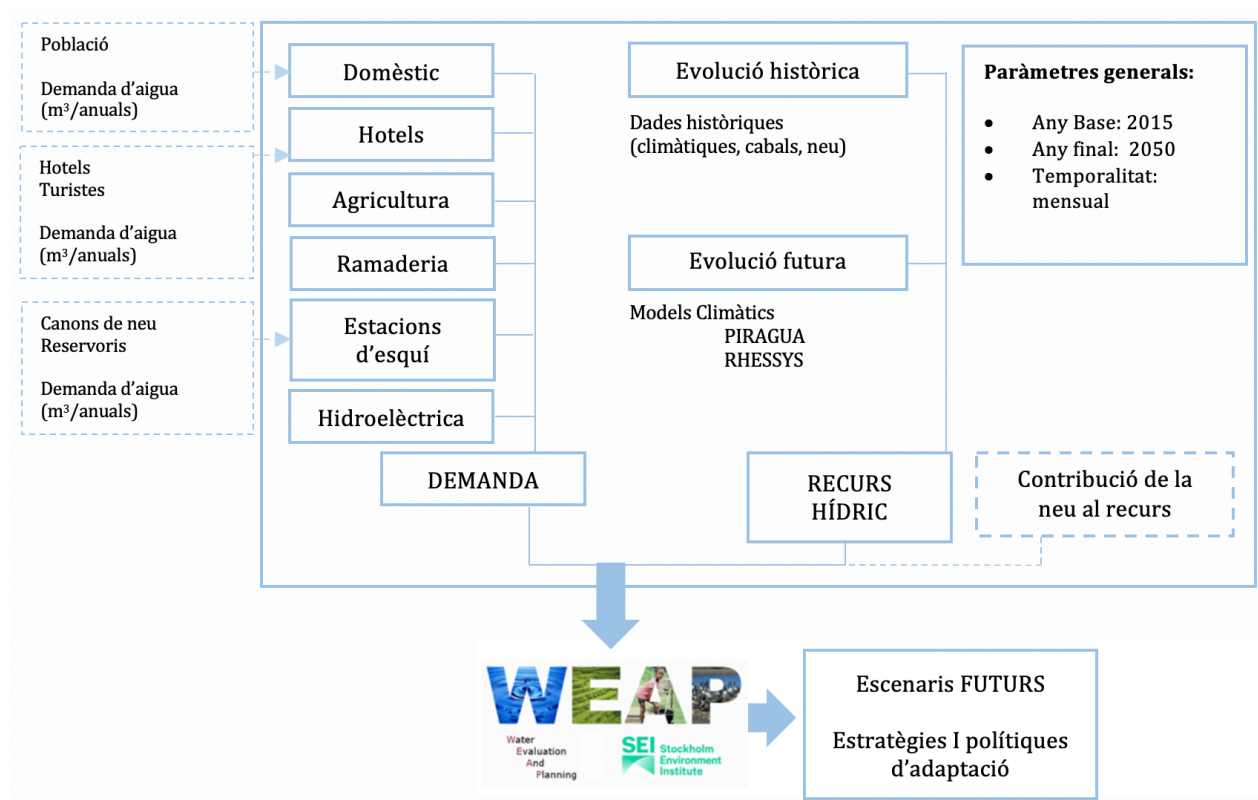 Població
Demanda d’aigua
(m³/anuals)
Hotels
Turistes
Demanda d’aigua
(m³/anuals)
Canons de neu
Reservoris
Demanda d’aigua
(m³/anuals)
Domèstic
Hotels
Agricultura
Ramaderia
Estacions
d’esquí
Hidroelèctrica
DEMANDA
Evolució històrica
Dades històriques
(climàtiques, cabals, neu)
Evolució futura
Models Climàtics
PIRAGUA
RHESSYS
RECURS
HÍDRIC
Paràmetres generals:
• Any Base: 2015
• Any final: 2050
• Temporalitat:
mensual
Contribució de la
neu al recurs
WEAP
Water
Evaluation
And
Planning
SEI Stockholm
Environment
Institute
Escenaris FUTURS
Estratègies I polítiques
d’adaptació